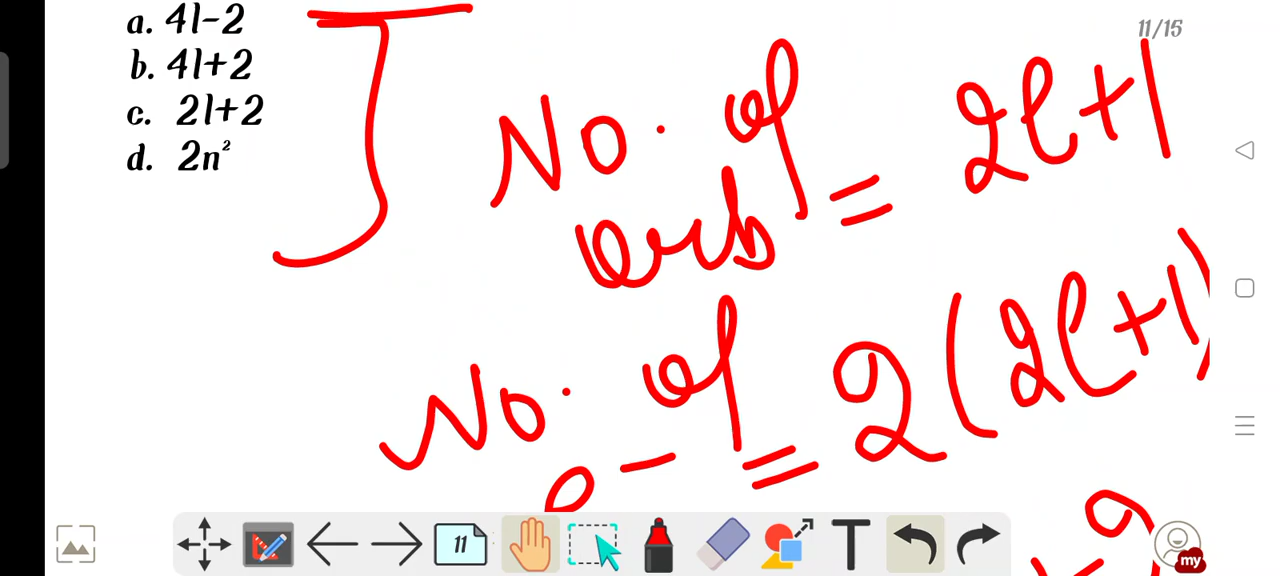 a. 4l-2
b. 4l+2
c. 2l+2
d. 2n²
11/15
No. of
orb = 2l+1
No. of = 2(2l+1)
e-
11
T
my